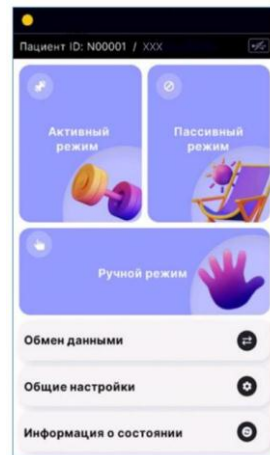 Пациент ID: N00001 / XXX
Активный
режим
Пассивный
режим
Ручной режим
Обмен данными
Общие настройки
Информация о состоянии